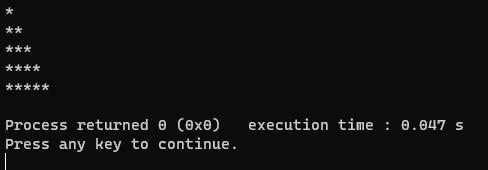 *
**
***
****
*****
Process returned 0 (0x0)   execution time : 0.047 s
Press any key to continue.